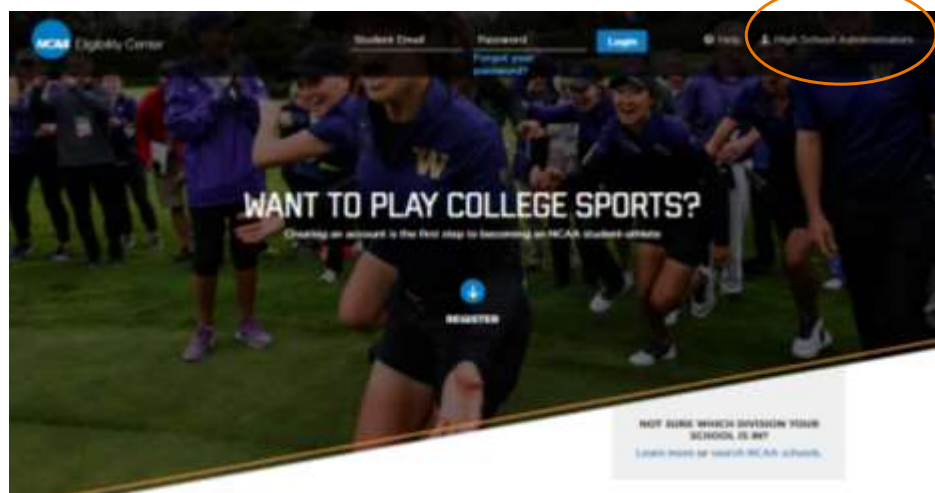 NCAA Eligibility Center
Student Email
Password
Login
Help
High School Administrators
Forgot your
password?
W
WANT TO PLAY COLLEGE SPORTS?
Creating an account is the first step to becoming an NCAA student-athlete
REGISTER
NOT SURE WHICH DIVISION YOUR
SCHOOL IS IN?
Learn more or search NCAA schools.